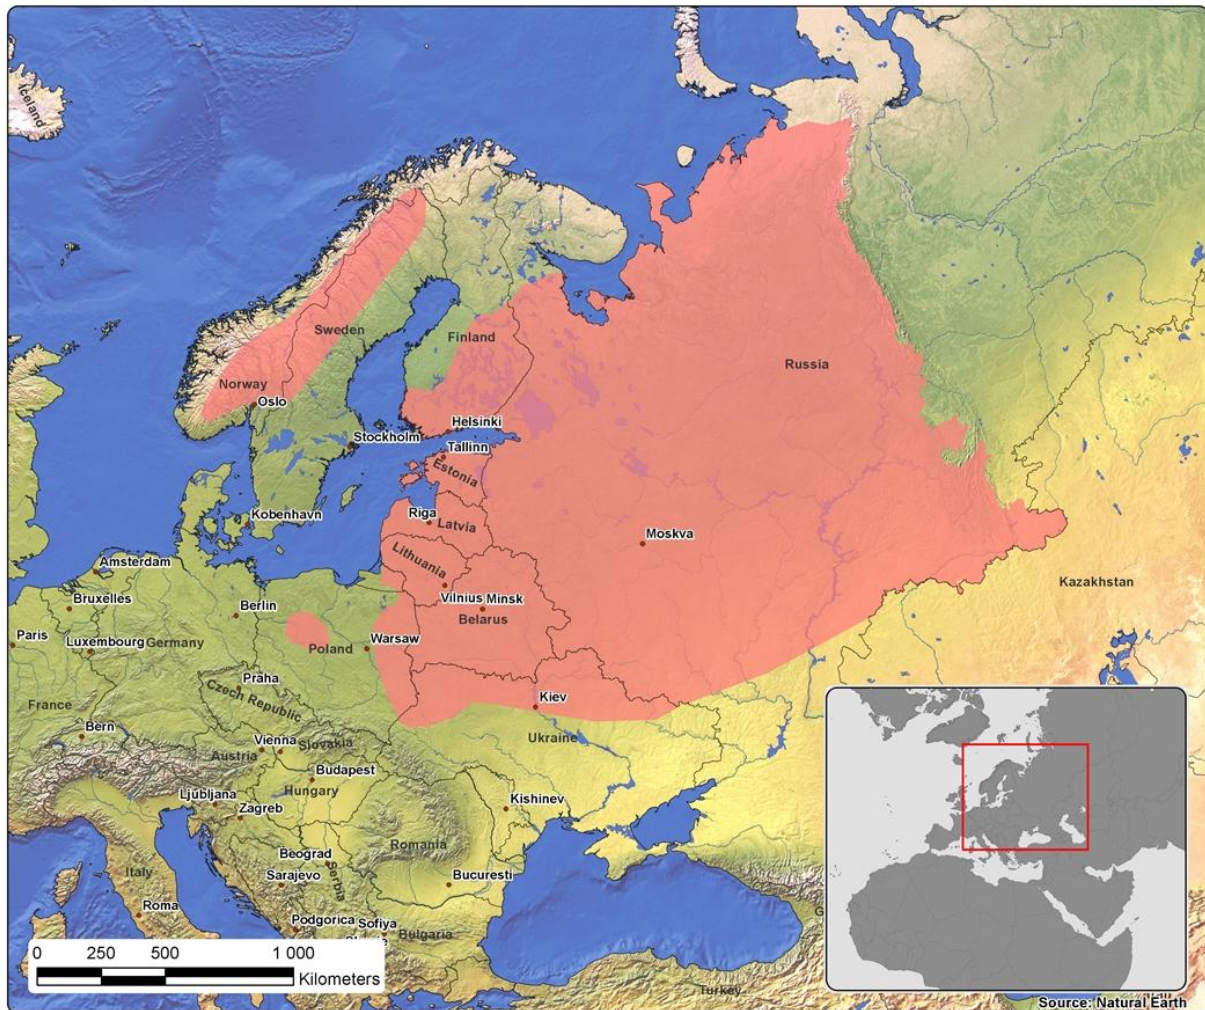 Iceland
Sweden
Finland
Norway
Russia
Oslo
Helsinki
Stockholm
Tallinn
Estonia
Riga
Latvia
Kobenhavn
Moskva
Lithuania
Amsterdam
Kazakhstan
Vilnius
Minsk
Bruxelles
Berlin
Belarus
Paris
Luxembourg
Germany
Poland
Warsaw
Praha
Czech Republic
Kiev
France
Bern
Vienna
Slovakia
Ukraine
Austria
Budapest
Hungary
Ljubljana
Zagreb
Kishinev
Romania
Beograd
Italy
Sarajevo
Serbia
Bucuresti
Roma
Podgorica
Sofiya
Bulgaria
0 250 500 1 000
Kilometers
Turkey
Source: Natural Earth